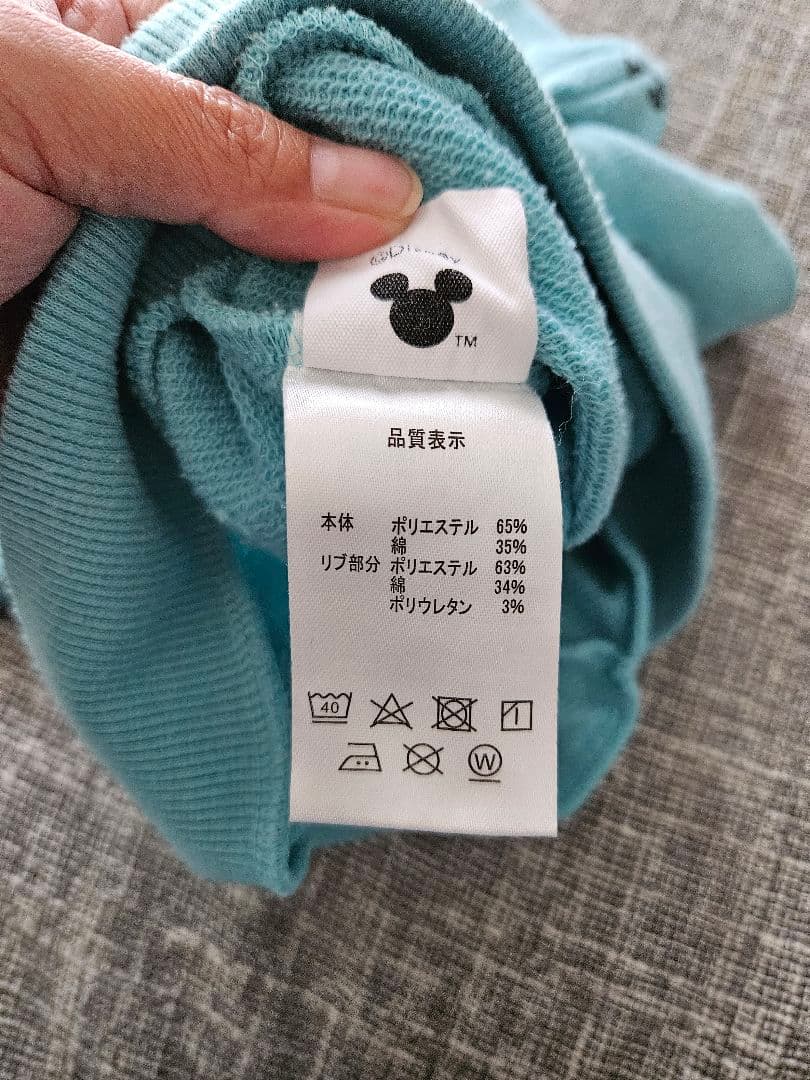 ©Disney
TM
品質表示
本体 ポリエステル 65%
綿 35%
リブ部分 ポリエステル 63%
綿 34%
ポリウレタン 3%
40
W